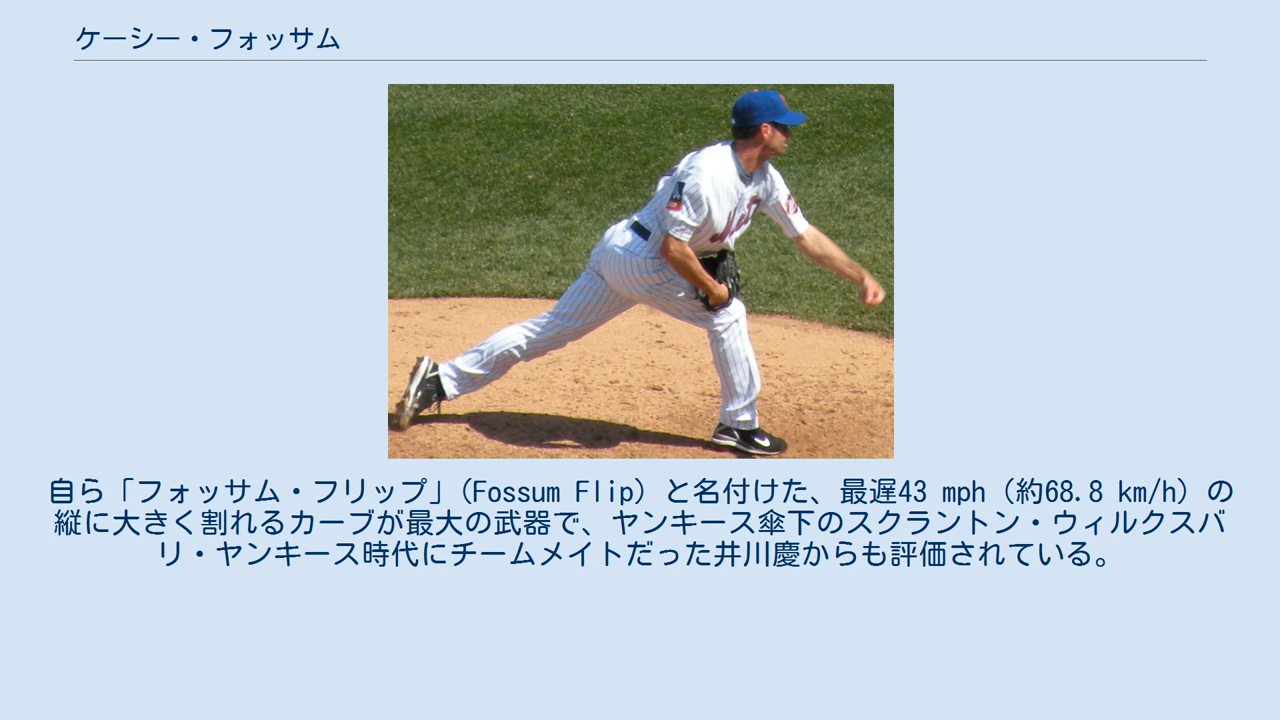 ケーシー・フォッサム
Mets
自ら「フォッサム・フリップ」(Fossum Flip) と名付けた、最遅43 mph (約68.8 km/h) の
縦に大きく割れるカーブが最大の武器で、ヤンキース傘下のスクラントン・ウィルクスバ
リ・ヤンキース時代にチームメイトだった井川慶からも評価されている。